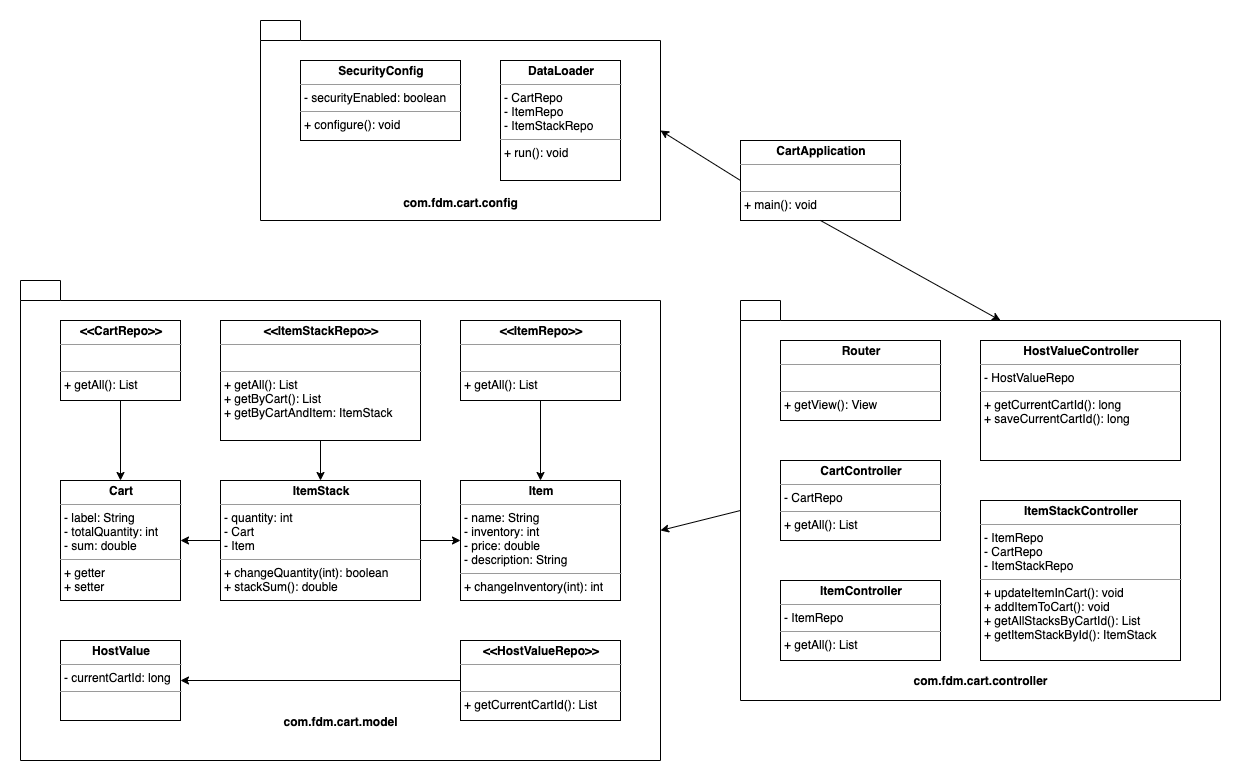 SecurityConfig
- securityEnabled: boolean
+ configure(): void
DataLoader
- CartRepo
- ItemRepo
- ItemStackRepo
+ run(): void
com.fdm.cart.config
CartApplication
+ main(): void
<<CartRepo>>
+ getAll(): List
<<ItemStackRepo>>
+ getAll(): List
+ getByCart(): List
+ getByCartAndItem: ItemStack
<<ItemRepo>>
+ getAll(): List
Cart
- label: String
- totalQuantity: int
- sum: double
+ getter
+ setter
ItemStack
- quantity: int
- Cart
- Item
+ changeQuantity(int): boolean
+ stackSum(): double
Item
- name: String
- inventory: int
- price: double
- description: String
+ changeInventory(int): int
HostValue
- currentCartId: long
<<HostValueRepo>>
+ getCurrentCartId(): List
com.fdm.cart.model
Router
+ getView(): View
HostValueController
- HostValueRepo
+ getCurrentCartId(): long
+ saveCurrentCartId(): long
CartController
- CartRepo
+ getAll(): List
ItemStackController
- ItemRepo
- CartRepo
- ItemStackRepo
+ updateItemInCart(): void
+ addItemToCart(): void
+ getAllStacksByCartId(): List
+ getItemStackById(): ItemStack
ItemController
- ItemRepo
+ getAll(): List
com.fdm.cart.controller